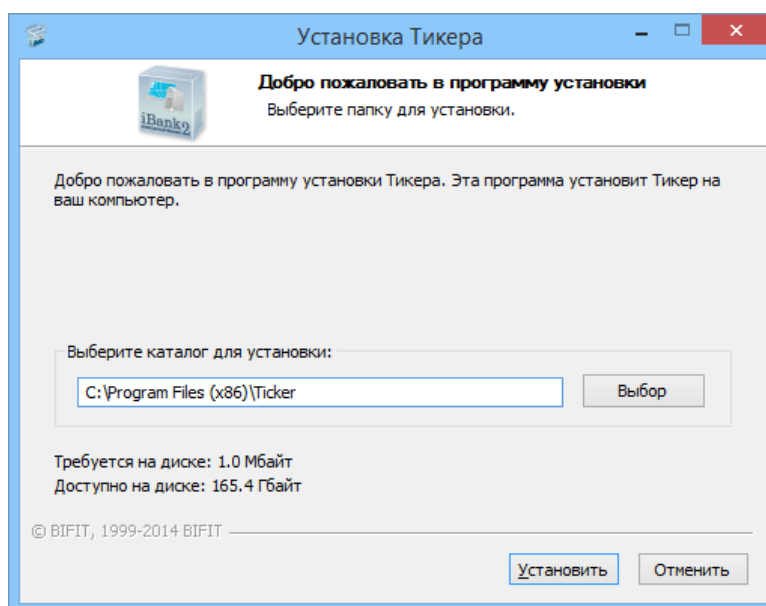 Установка Тикера
iBank2
Добро пожаловать в программу установки
Выберите папку для установки.
Добро пожаловать в программу установки Тикера. Эта программа установит Тикер на
ваш компьютер.
Выберите каталог для установки:
C:\Program Files (x86)\Ticker
Выбор
Требуется на диске: 1.0 Мбайт
Доступно на диске: 165.4 Гбайт
© BIFIT, 1999-2014 BIFIT
Установить
Отменить